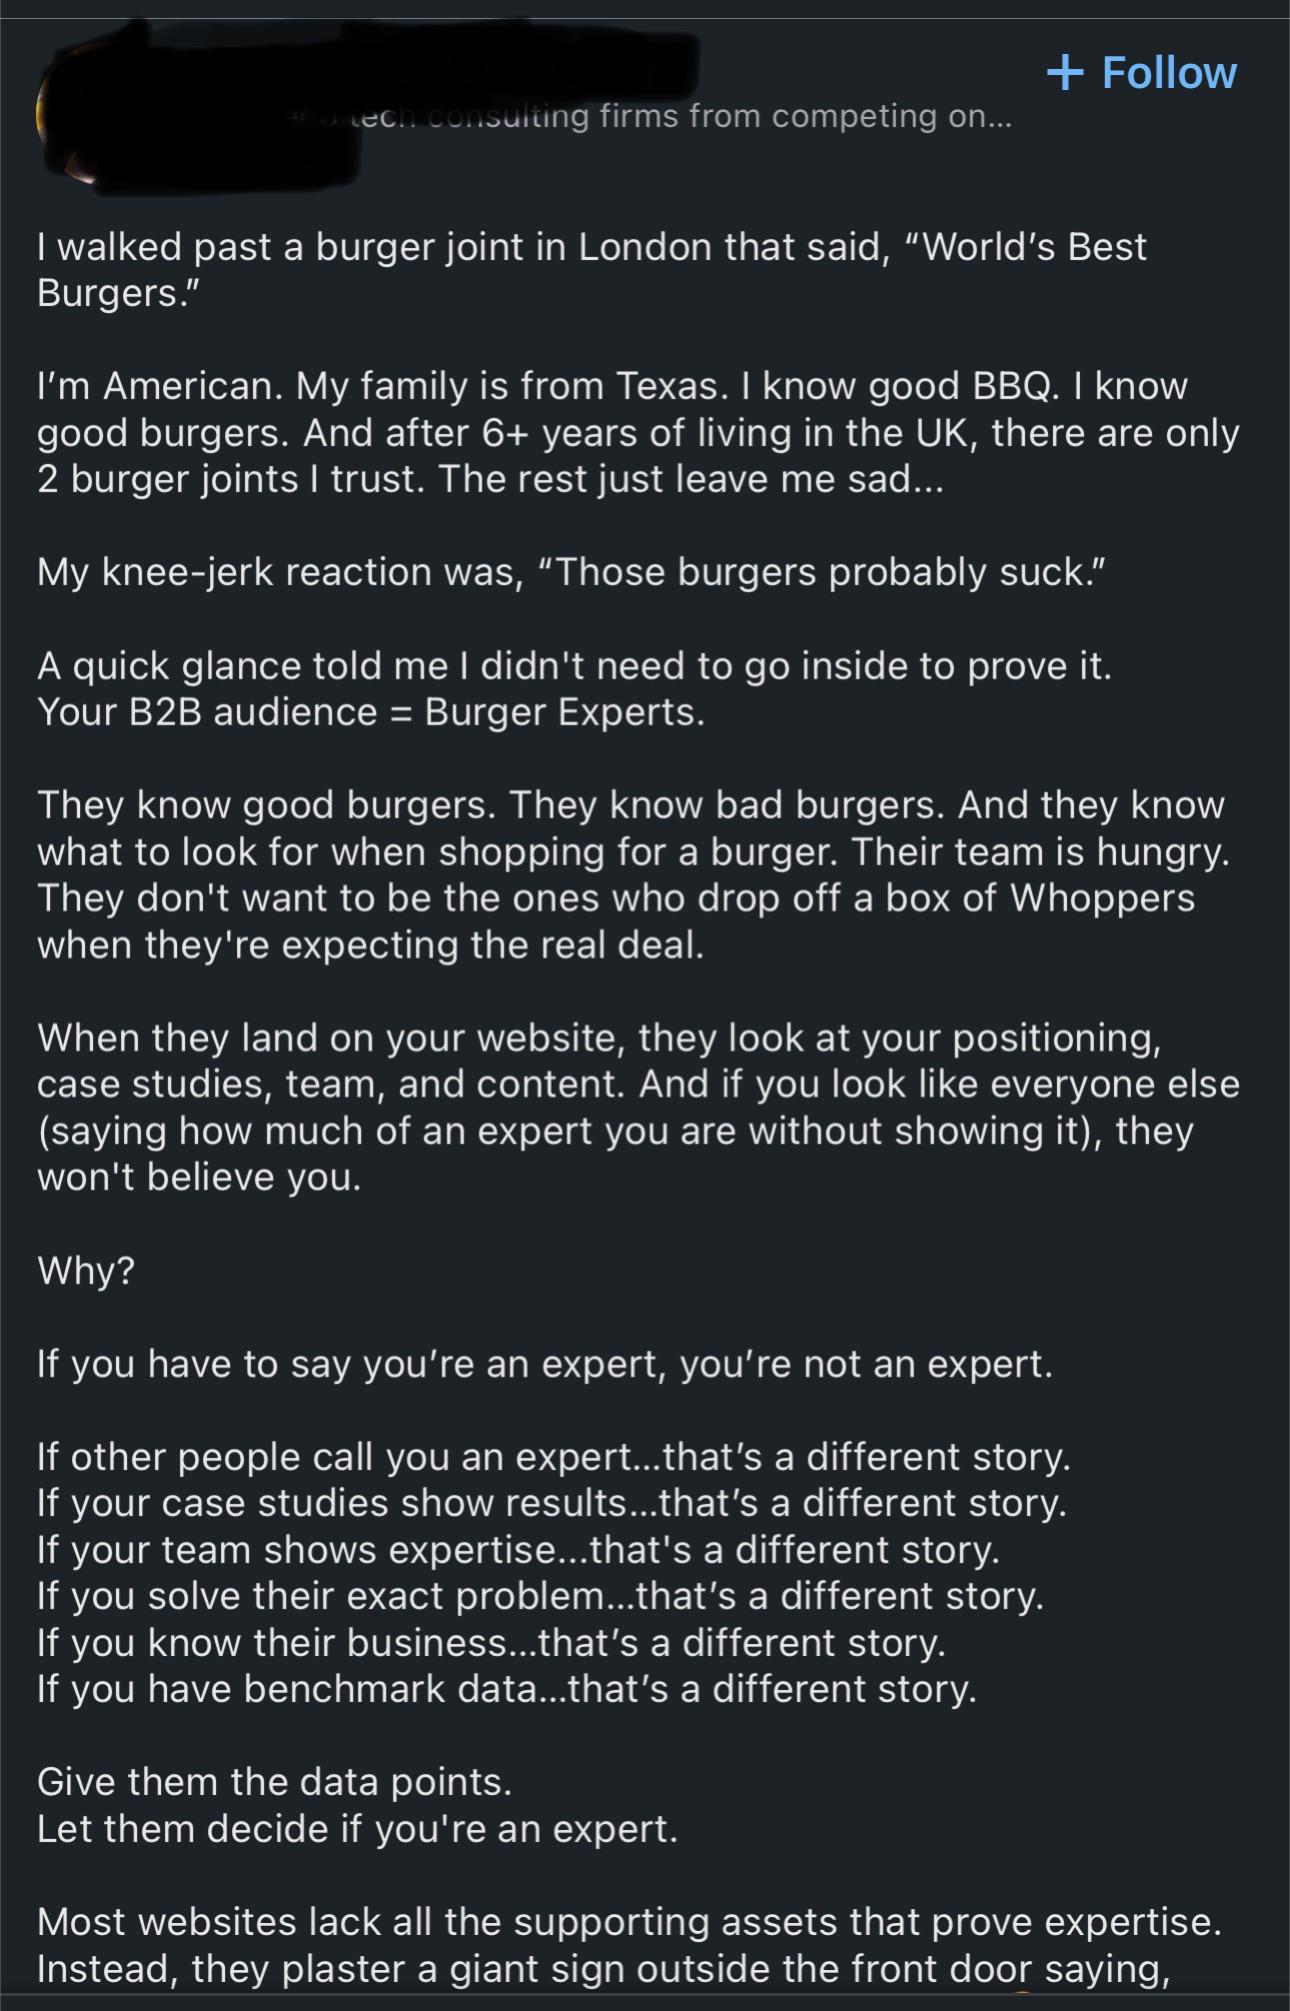 + Follow
tech consulting firms from competing on...
I walked past a burger joint in London that said, “World’s Best
Burgers.”
I’m American. My family is from Texas. I know good BBQ. I know
good burgers. And after 6+ years of living in the UK, there are only
2 burger joints I trust. The rest just leave me sad...
My knee-jerk reaction was, “Those burgers probably suck.”
A quick glance told me I didn't need to go inside to prove it.
Your B2B audience = Burger Experts.
They know good burgers. They know bad burgers. And they know
what to look for when shopping for a burger. Their team is hungry.
They don't want to be the ones who drop off a box of Whoppers
when they're expecting the real deal.
When they land on your website, they look at your positioning,
case studies, team, and content. And if you look like everyone else
(saying how much of an expert you are without showing it), they
won't believe you.
Why?
If you have to say you’re an expert, you’re not an expert.
If other people call you an expert...that’s a different story.
If your case studies show results...that’s a different story.
If your team shows expertise...that's a different story.
If you solve their exact problem...that’s a different story.
If you know their business...that’s a different story.
If you have benchmark data...that’s a different story.
Give them the data points.
Let them decide if you're an expert.
Most websites lack all the supporting assets that prove expertise.
Instead, they plaster a giant sign outside the front door saying,